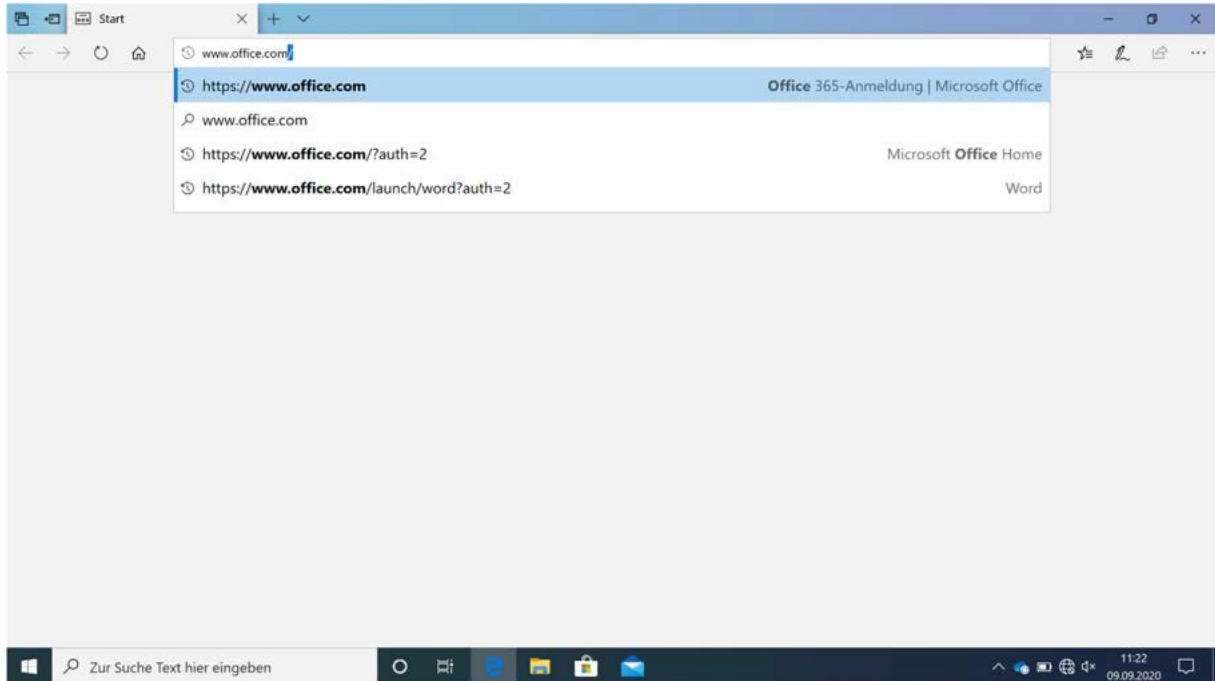 Start
www.office.com/
https://www.office.com Office 365-Anmeldung | Microsoft Office
www.office.com
https://www.office.com/?auth=2 Microsoft Office Home
https://www.office.com/launch/word?auth=2 Word
Zur Suche Text hier eingeben
11:22
09.09.2020